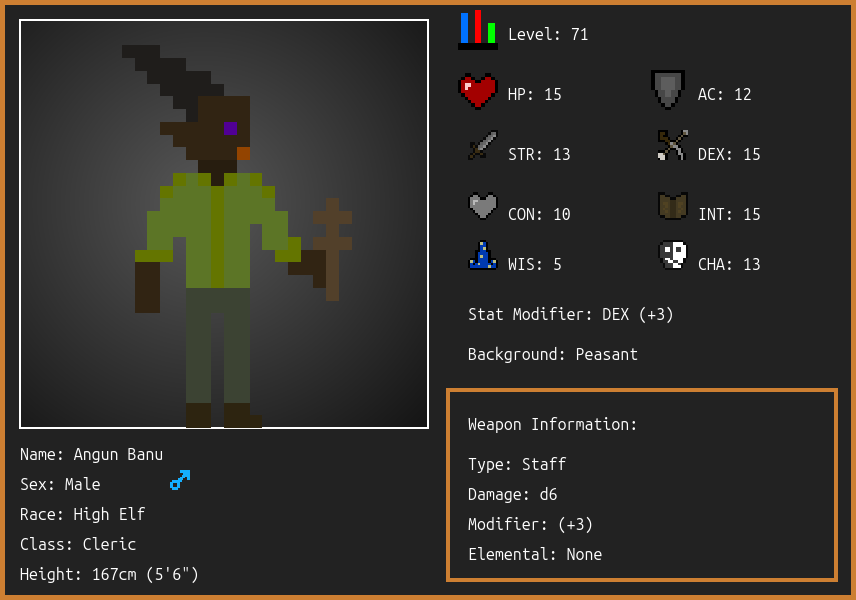 Level: 71
HP: 15
AC: 12
STR: 13
DEX: 15
CON: 10
INT: 15
WIS: 5
CHA: 13
Stat Modifier: DEX (+3)
Background: Peasant
Weapon Information:
Type: Staff
Damage: d6
Modifier: (+3)
Elemental: None
Name: Angun Banu
Sex: Male
Race: High Elf
Class: Cleric
Height: 167cm (5'6")